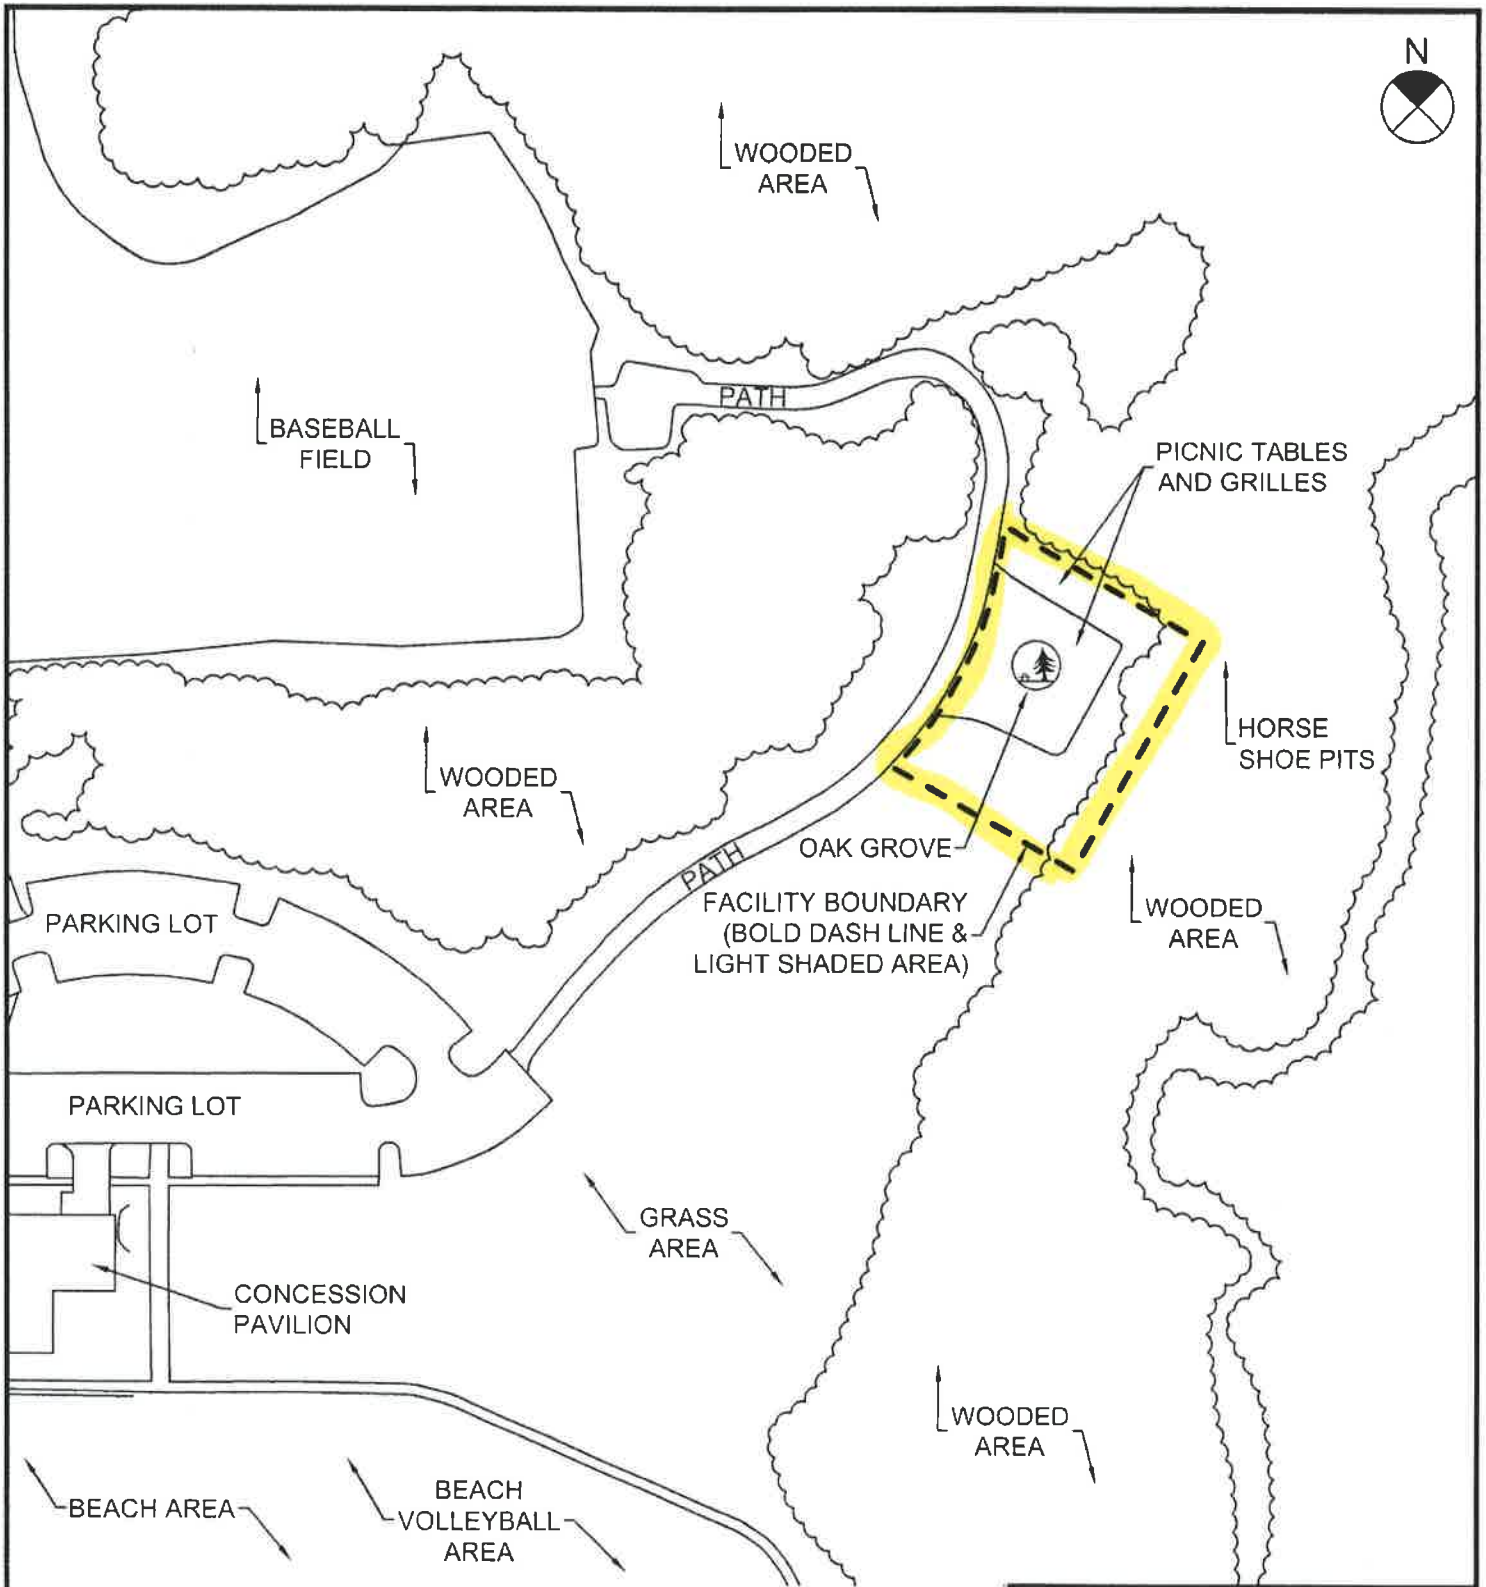 N
WOODED
AREA
PATH
BASEBALL
FIELD
PICNIC TABLES
AND GRILLES
HORSE
SHOE PITS
WOODED
AREA
OAK GROVE
PATH
FACILITY BOUNDARY
(BOLD DASH LINE &
LIGHT SHADED AREA)
WOODED
AREA
PARKING LOT
PARKING LOT
GRASS
AREA
CONCESSION
PAVILION
WOODED
AREA
BEACH AREA
BEACH
VOLLEYBALL
AREA